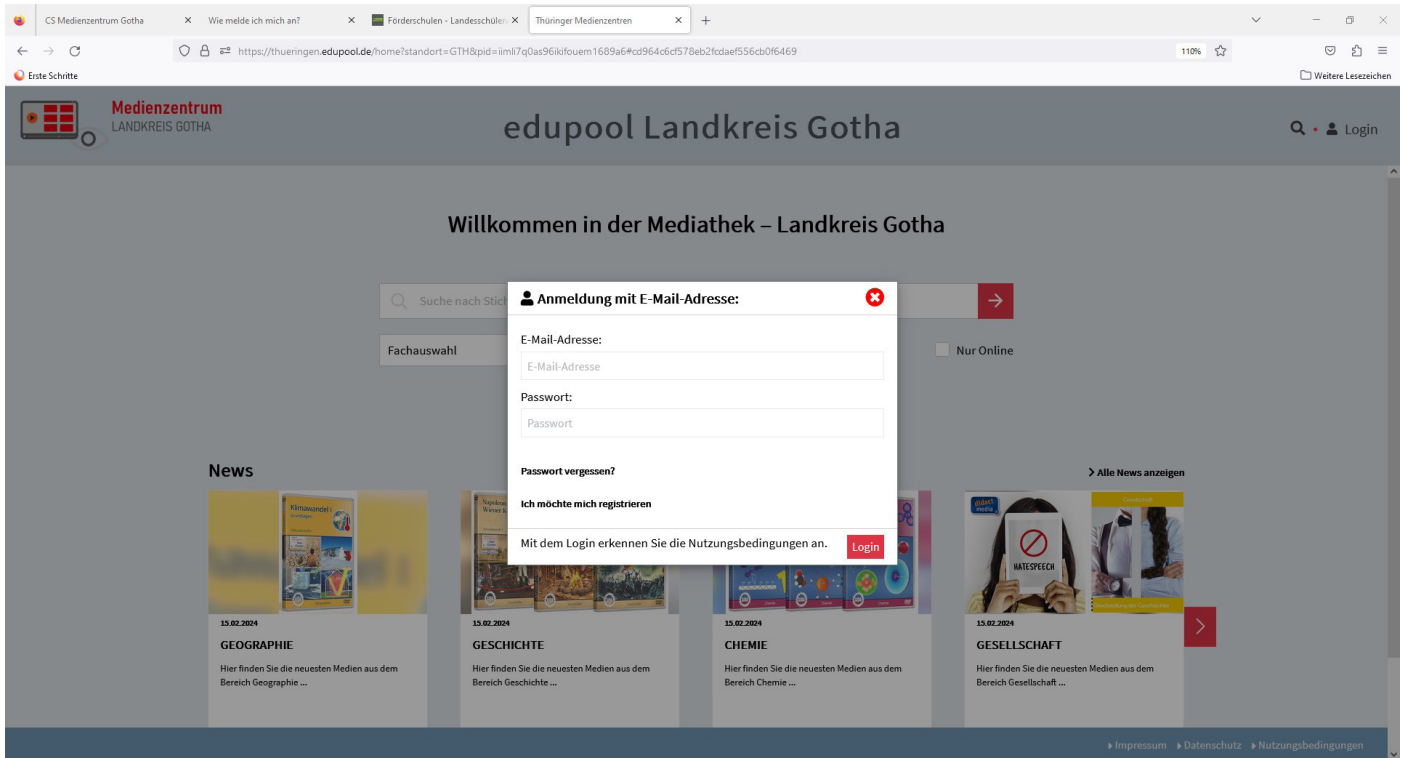 CS Medienzentrum Gotha
Wie melde ich mich an?
Förderschulen - Landesschüler
Thüringer Medienzentren
https://thueringen.edupool.de/home?standort=GTH&pid=iimli7q0as96ikifouem1689a6#cd964c6cf578eb2fcdaef556cb0f6469
110%
Erste Schritte
Weitere Lesezeichen
Medienzentrum
LANDKREIS GOTHA
edupool Landkreis Gotha
Login
Willkommen in der Mediathek – Landkreis Gotha
Suche nach Stich
Fachauswahl
Nur Online
Anmeldung mit E-Mail-Adresse:
E-Mail-Adresse:
E-Mail-Adresse
Passwort:
Passwort
Passwort vergessen?
Ich möchte mich registrieren
Mit dem Login erkennen Sie die Nutzungsbedingungen an.
Login
News
Alle News anzeigen
Klimawandel I
HATESPEECH
15.02.2024
GEOGRAPHIE
Hier finden Sie die neuesten Medien aus dem
Bereich Geographie ...
15.02.2024
GESCHICHTE
Hier finden Sie die neuesten Medien aus dem
Bereich Geschichte ...
15.02.2024
CHEMIE
Hier finden Sie die neuesten Medien aus dem
Bereich Chemie ...
15.02.2024
GESELLSCHAFT
Hier finden Sie die neuesten Medien aus dem
Bereich Gesellschaft ...
Impressum
Datenschutz
Nutzungsbedingungen